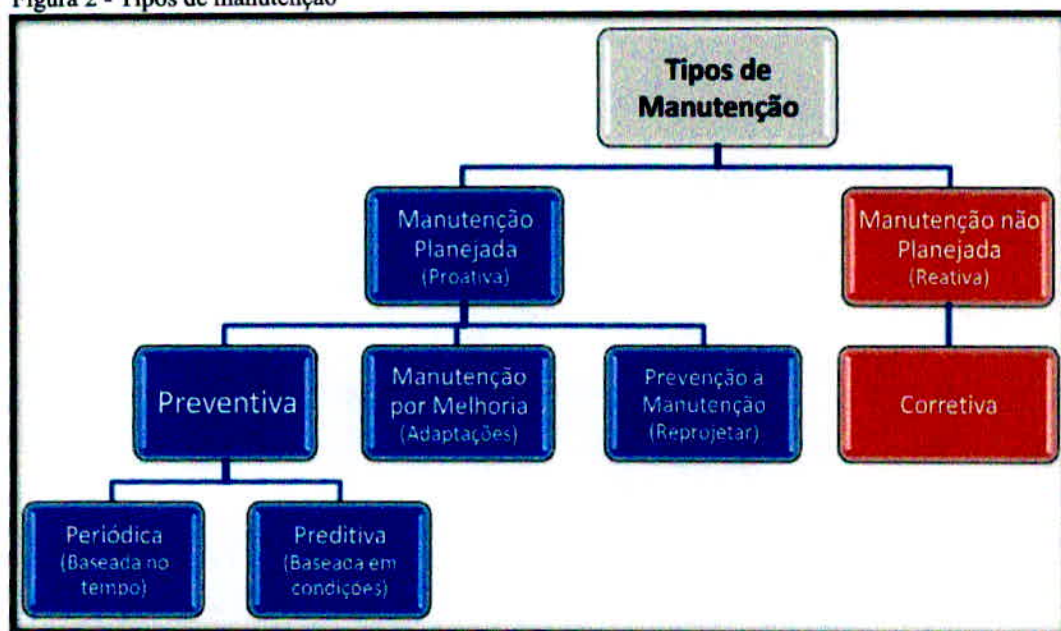 Figura 2 - Tipos de manutenção
Tipos de
Manutenção
Manutenção
Planejada
(Proativa)
Manutenção não
Planejada
(Reativa)
Preventiva
Manutenção
por Melhoria
(Adaptações)
Prevenção a
Manutenção
(Reprojetar)
Corretiva
Periódica
(Baseada no
tempo)
Preditiva
(Baseada em
condições)